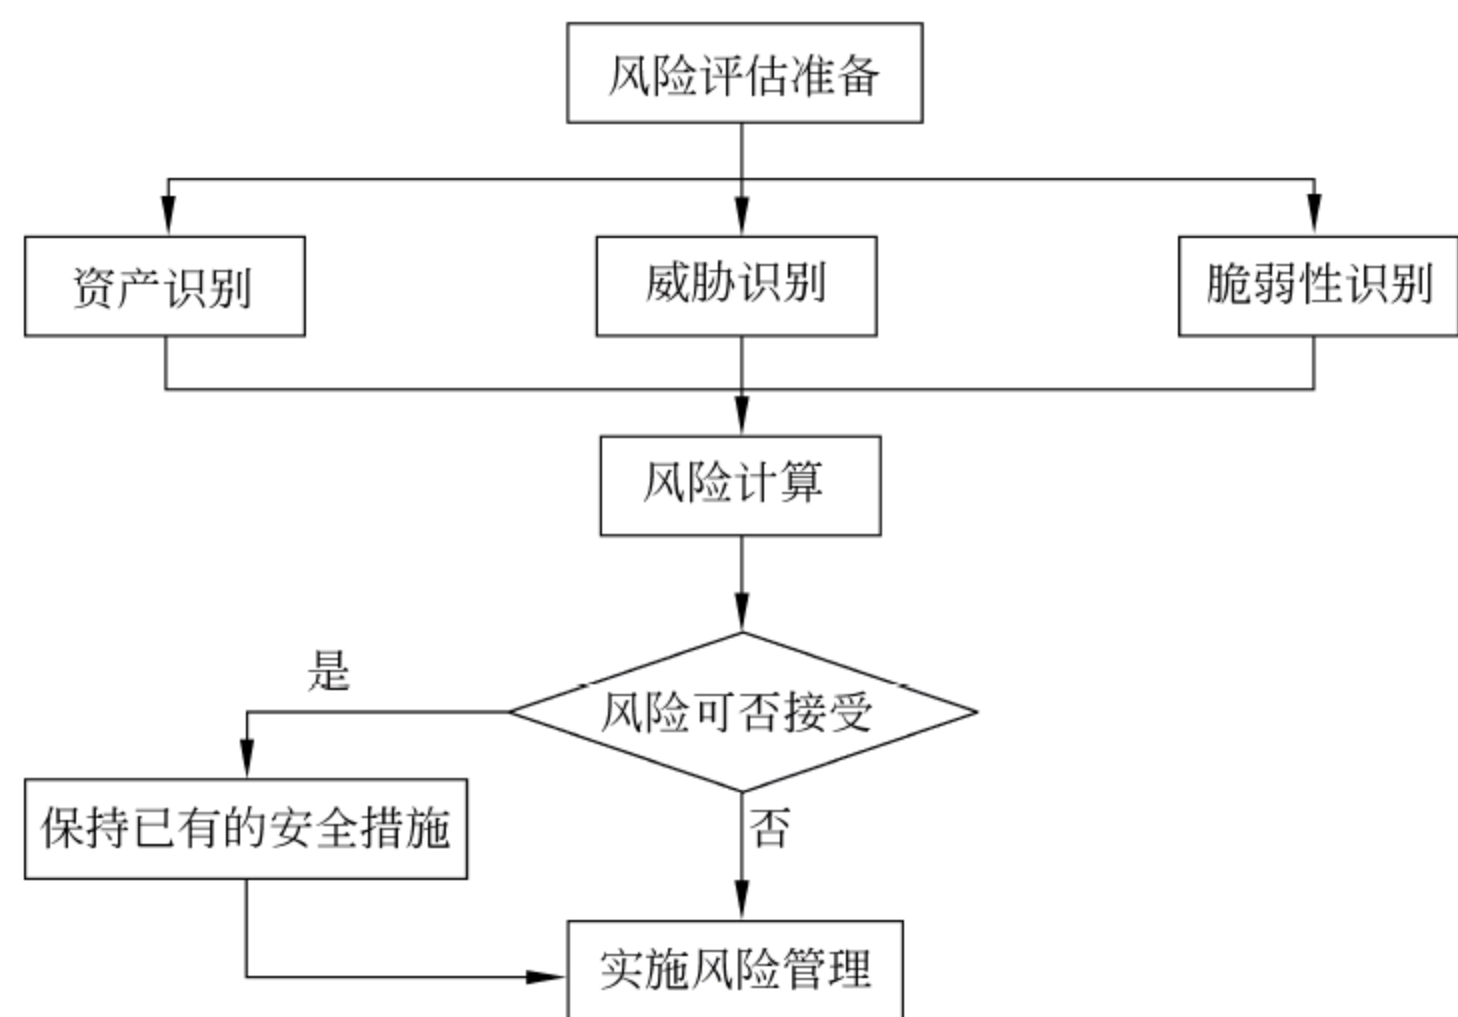 风险评估准备
资产识别
威胁识别
脆弱性识别
风险计算
是
风险可否接受
保持已有的安全措施
否
实施风险管理